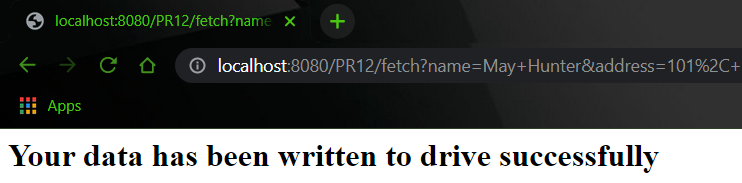 localhost:8080/PR12/fetch?name
localhost:8080/PR12/fetch?name=May+Hunter&address=101%2C+
Apps
Your data has been written to drive successfully